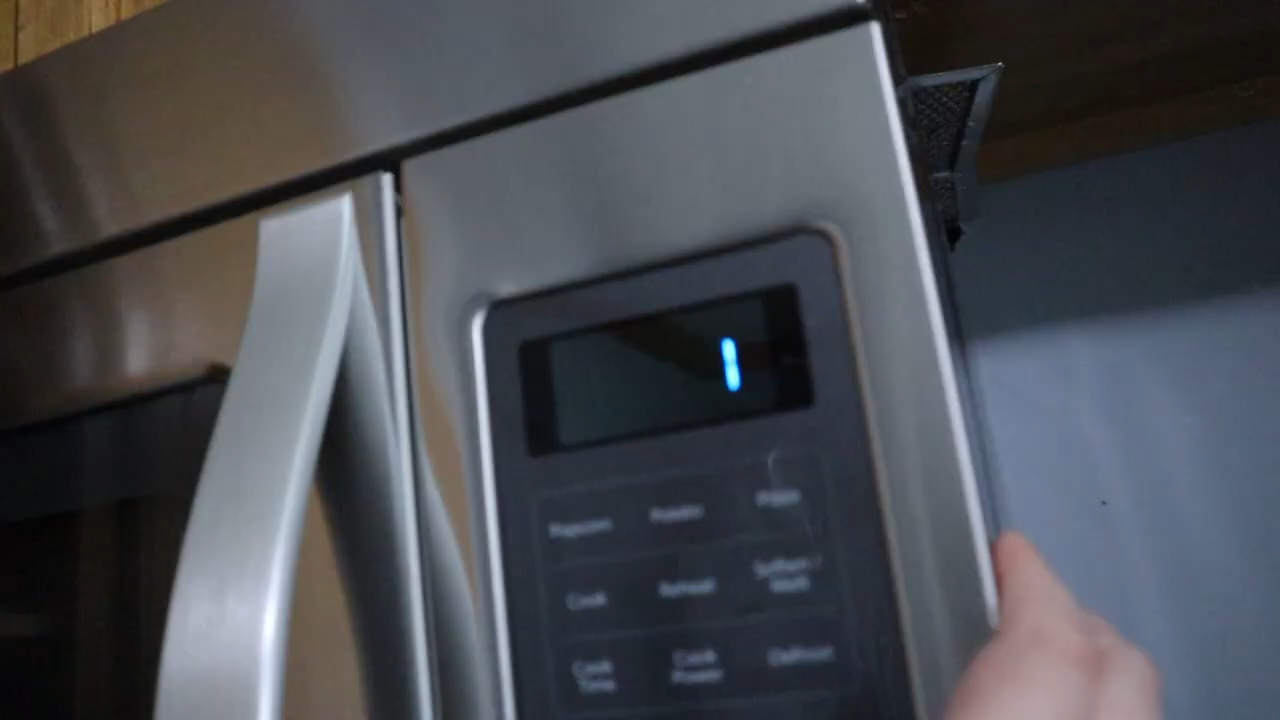 1
Popcorn Potato Pizza
Cook Reheat Soften/
Melt
Cook Cook Defrost
Time Power